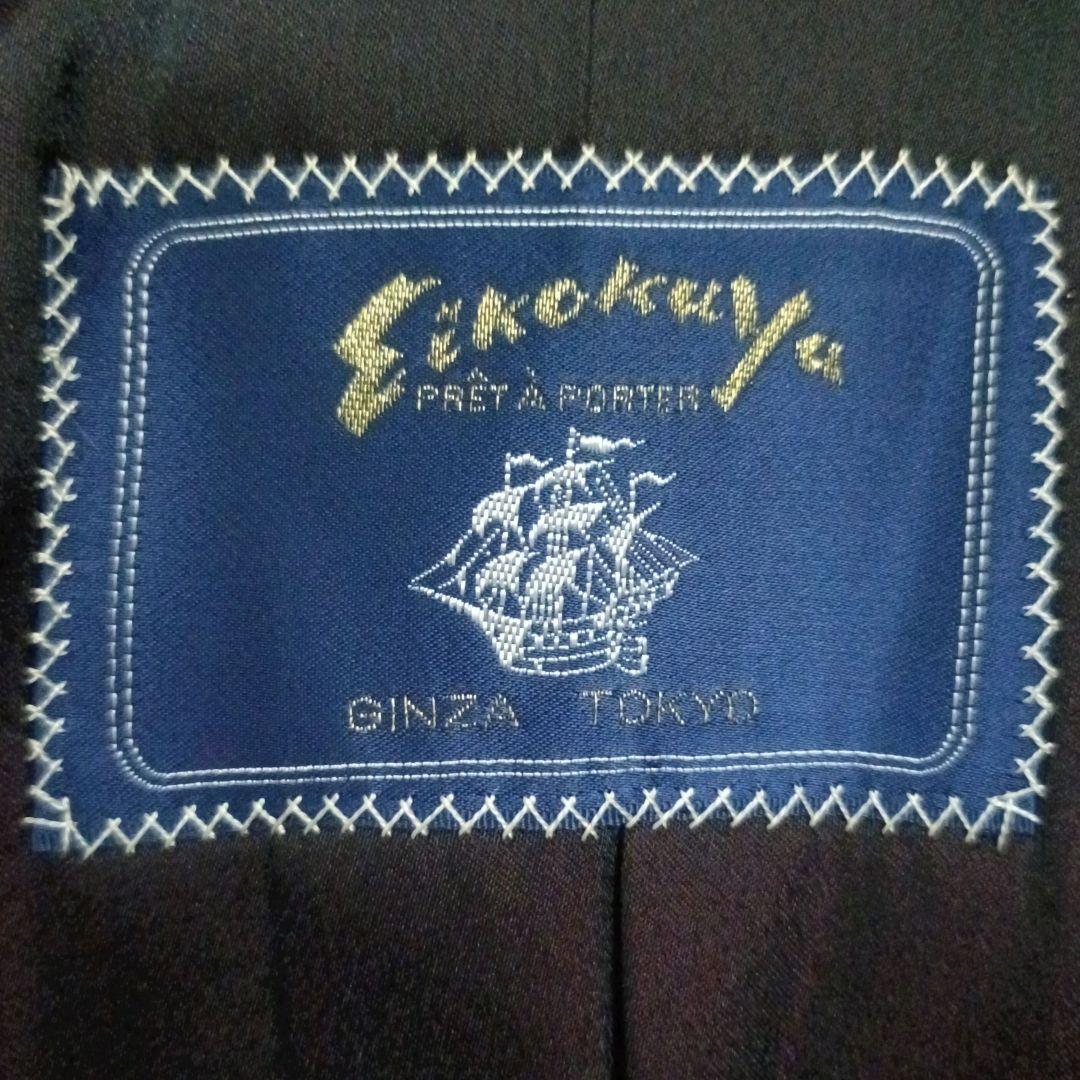 Eikokuya
PRÊT À PORTER
GINZA TOKYO